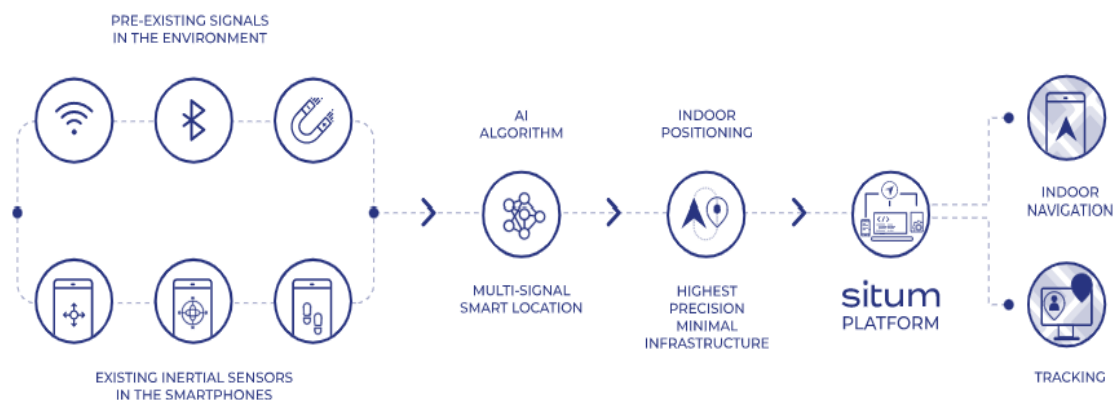 PRE-EXISTING SIGNALS
IN THE ENVIRONMENT
EXISTING INERTIAL SENSORS
IN THE SMARTPHONES
AI
ALGORITHM
MULTI-SIGNAL
SMART LOCATION
INDOOR
POSITIONING
HIGHEST
PRECISION
MINIMAL
INFRASTRUCTURE
</>
situm
PLATFORM
INDOOR
NAVIGATION
TRACKING